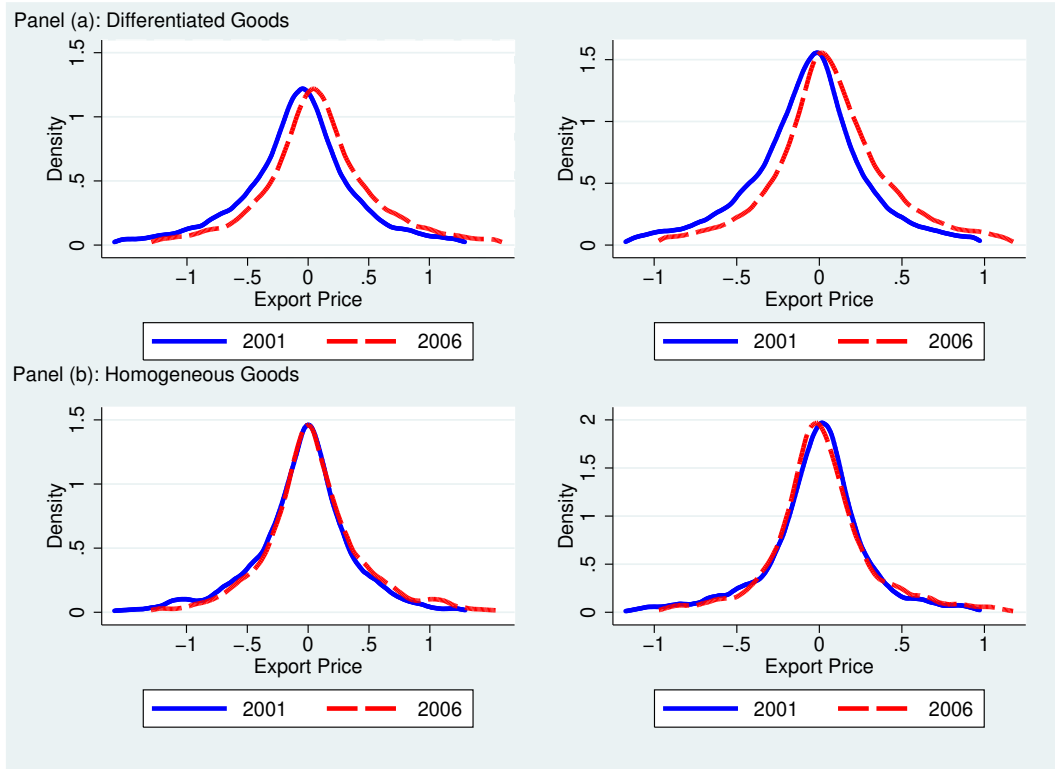 Panel (a): Differentiated Goods
Density
0 .5 1 1.5
−1 −.5 0 .5 1
Export Price
2001 2006
Density
0 .5 1 1.5
−1 −.5 0 .5 1
Export Price
2001 2006
Panel (b): Homogeneous Goods
Density
0 .5 1 1.5
−1 −.5 0 .5 1
Export Price
2001 2006
Density
0 .5 1 1.5 2
−1 −.5 0 .5 1
Export Price
2001 2006